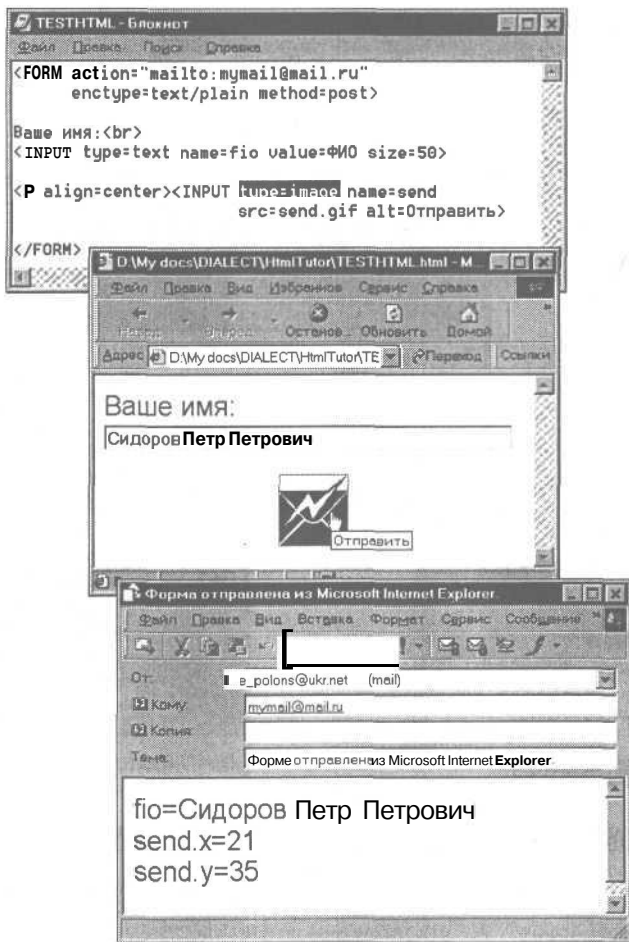 TESTHTML - Блокнот
Файл Правка Поиск Справка
<FORM action="mailto:mymail@mail.ru"
enctype=text/plain method=post>
Ваше имя:<br>
<INPUT type=text name=fio value=ФИО size=50>
<P align=center><INPUT type=image name=send
src=send.gif alt=Отправить>
</FORM>
D:\My docs\DIALECT\HtmlTutor\TESTHTML.html - M
Файл Правка Вид Избранное Сервис Справка
Останов... Обновить Домой
Адрес D:\My docs\DIALECT\HtmlTutor\TE Переход Ссылки
Ваше имя:
Сидоров Петр Петрович
Отправить
Форма отправлена из Microsoft Internet Explorer.
Файл Правка Вид Вставка Формат Сервис Сообщение
От: e_polons@ukr.net (mail)
Кому: mymail@mail.ru
Копия:
Тема: Форме отправлена из Microsoft Internet Explorer.
fio=Сидоров Петр Петрович
send.x=21
send.y=35